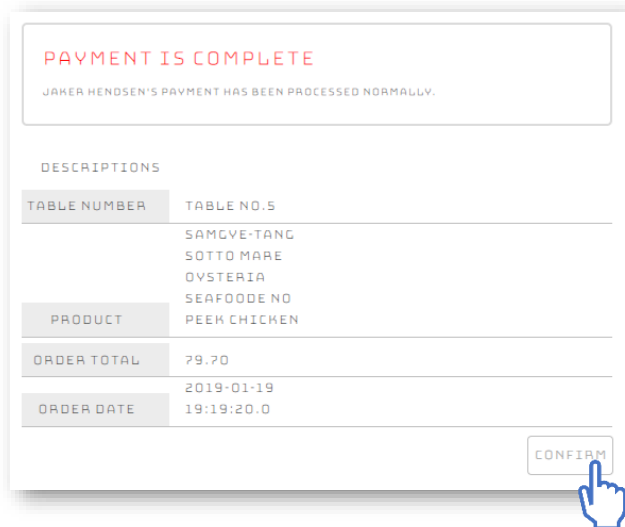 PAYMENT IS COMPLETE
JAKER HENDSEN'S PAYMENT HAS BEEN PROCESSED NORMALLY.
DESCRIPTIONS
TABLE NUMBER TABLE NO.5
SAMGYE-TANG
SOTTO MARE
OYSTERIA
SEAFOODE NO
PRODUCT PEEK CHICKEN
ORDER TOTAL 79.70
2019-01-19
ORDER DATE 19:19:20.0
CONFIRM